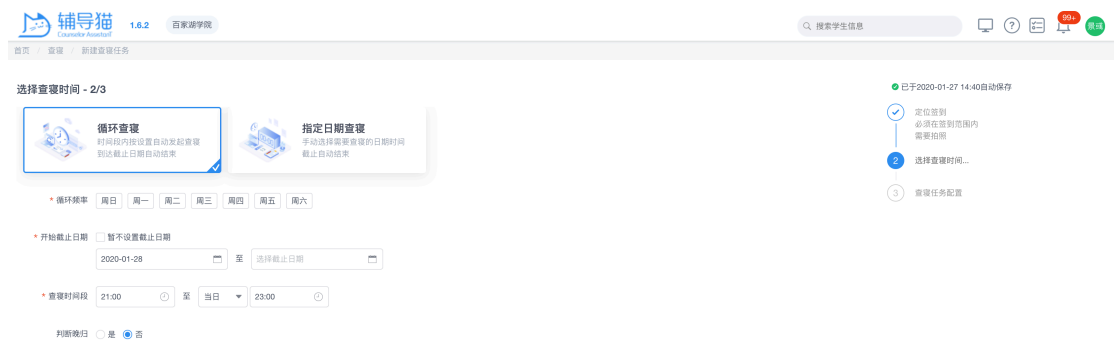 辅导猫
Counselor Assistant
1.6.2
百家湖学院
搜索学生信息
99+
景彧
首页 / 查寝 / 新建查寝任务
选择查寝时间 - 2/3
循环查寝
时间段内按设置自动发起查寝
到达截止日期自动结束
指定日期查寝
手动选择需要查寝的日期时间
截止自动结束
* 循环频率 周日 周一 周二 周三 周四 周五 周六
* 开始截止日期 暂不设置截止日期
2020-01-28 至 选择截止日期
* 查寝时间段 21:00 至 当日 23:00
判断晚归 是 否
已于2020-01-27 14:40自动保存
定位签到
必须在签到范围内
需要拍照
2 选择查寝时间...
3 查寝任务配置